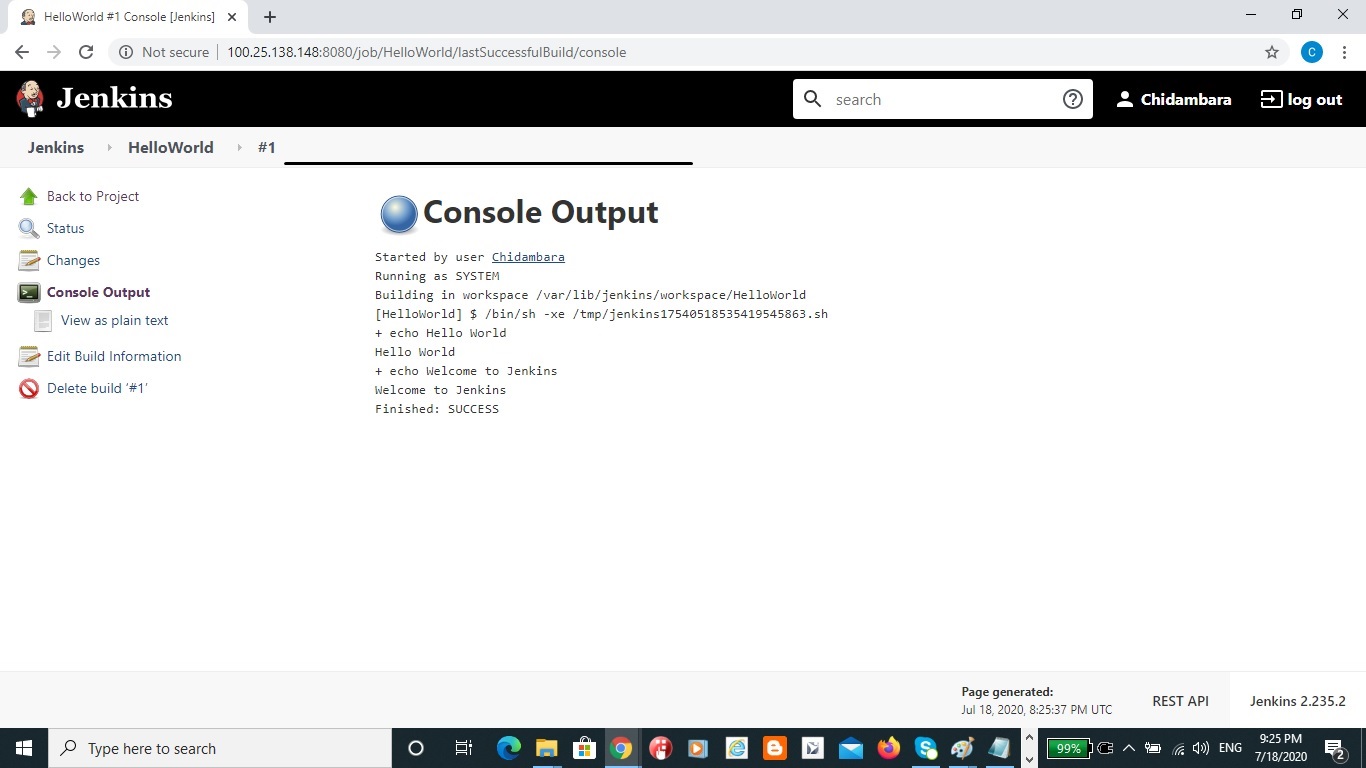 HelloWorld #1 Console [Jenkins]
Not secure
100.25.138.148:8080/job/HelloWorld/lastSuccessfulBuild/console
C
Jenkins
search
Chidambara
log out
Jenkins
HelloWorld
#1
Back to Project
Status
Changes
Console Output
View as plain text
Edit Build Information
Delete build ‘#1’
Console Output
Started by user Chidambara
Running as SYSTEM
Building in workspace /var/lib/jenkins/workspace/HelloWorld
[HelloWorld] $ /bin/sh -xe /tmp/jenkins17540518535419545863.sh
+ echo Hello World
Hello World
+ echo Welcome to Jenkins
Welcome to Jenkins
Finished: SUCCESS
Page generated:
Jul 18, 2020, 8:25:37 PM UTC
REST API
Jenkins 2.235.2
Type here to search
99%
ENG
9:25 PM
7/18/2020
2